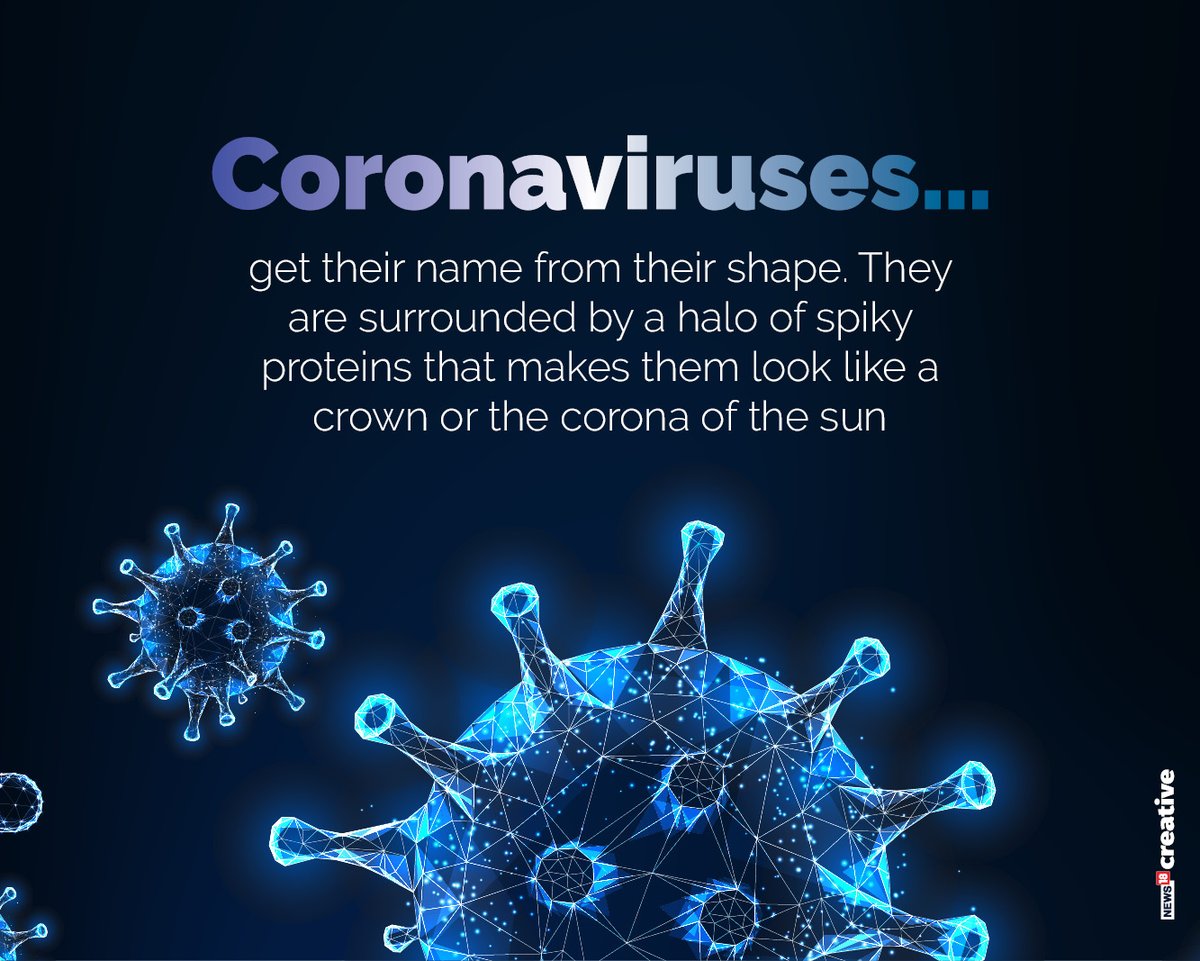 Coronaviruses...
get their name from their shape. They
are surrounded by a halo of spiky
proteins that makes them look like a
crown or the corona of the sun
NEWS18 creative